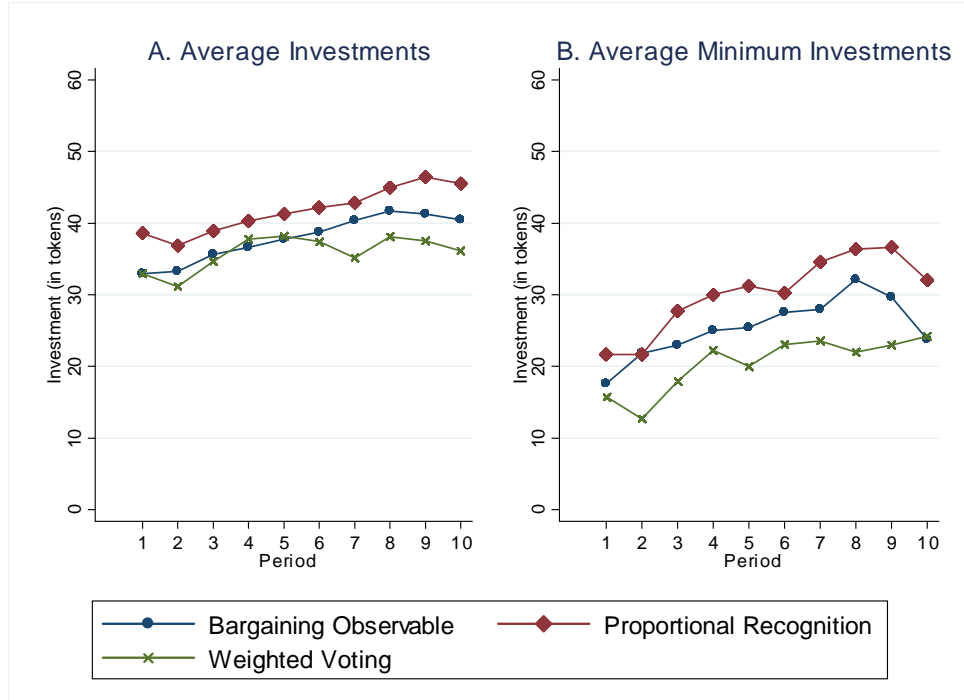 A. Average Investments
Investment (in tokens)
60
50
40
30
20
10
0
1 2 3 4 5 6 7 8 9 10
Period
B. Average Minimum Investments
Investment (in tokens)
60
50
40
30
20
10
0
1 2 3 4 5 6 7 8 9 10
Period
Bargaining Observable Proportional Recognition
Weighted Voting